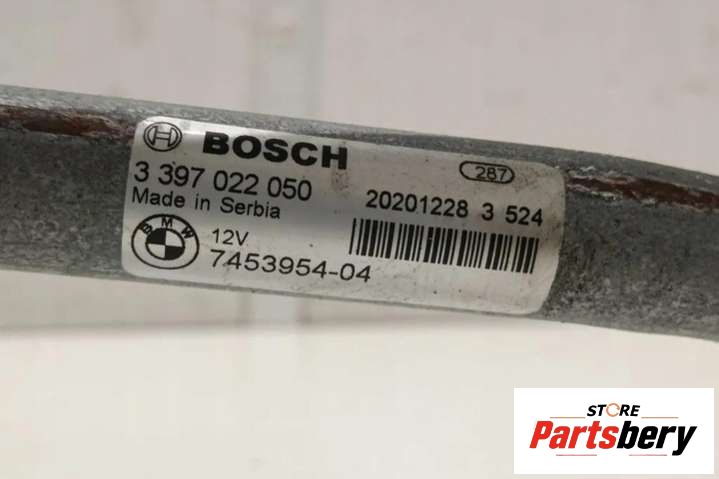 BOSCH
287
3 397 022 050
Made in Serbia
20201228 3 524
BMW
12V
7453954-04
STORE
Partsbery